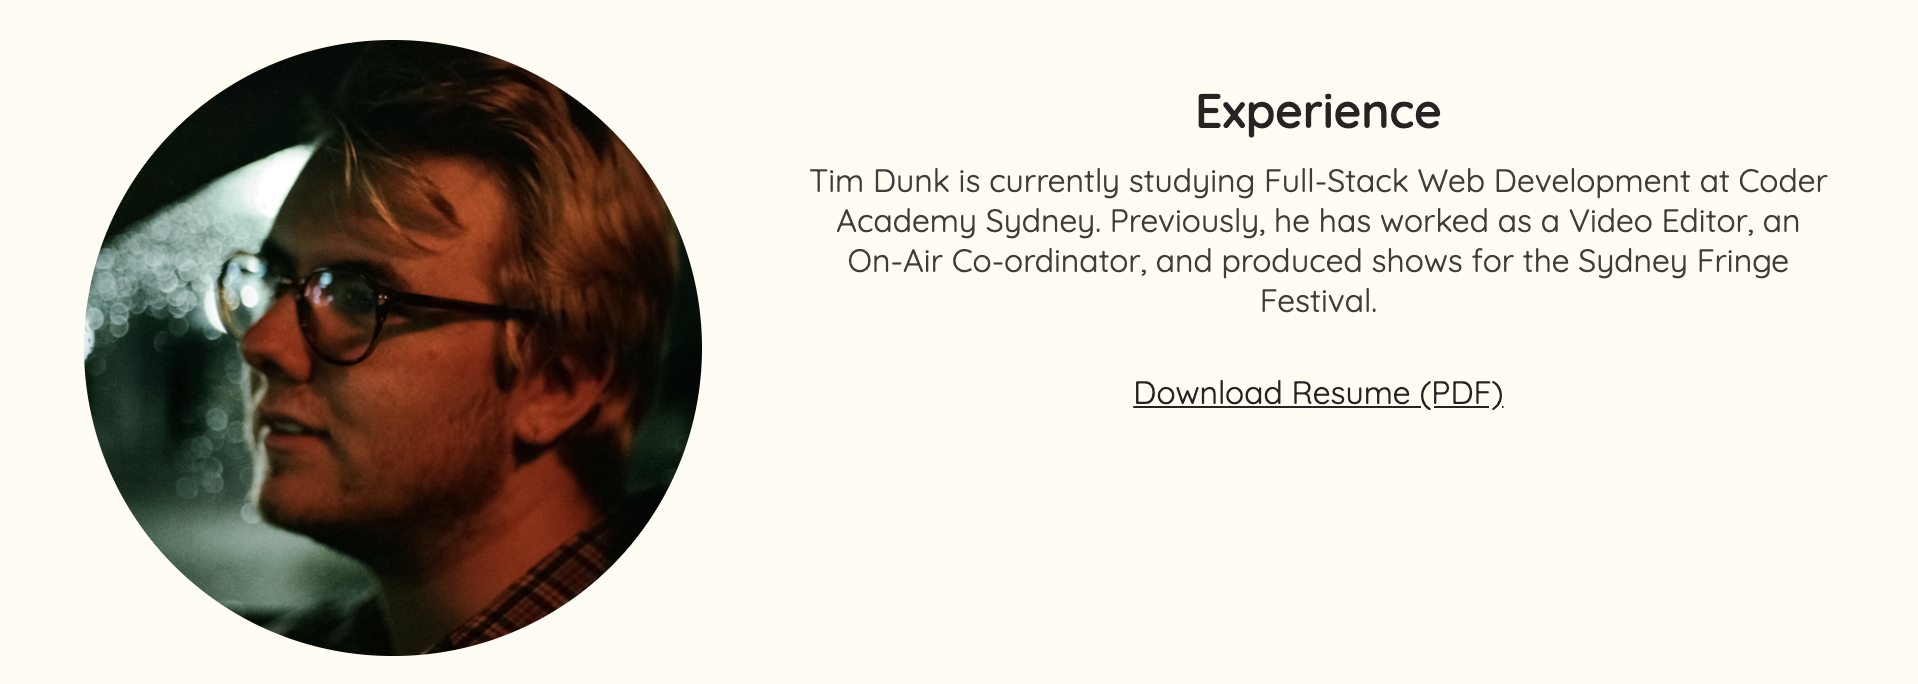 Experience
Tim Dunk is currently studying Full-Stack Web Development at Coder
Academy Sydney. Previously, he has worked as a Video Editor, an
On-Air Co-ordinator, and produced shows for the Sydney Fringe
Festival.
Download Resume (PDF)